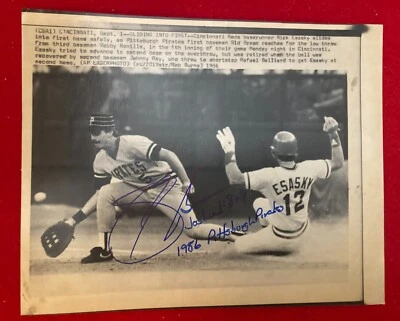 (CBA1) CINCINNATI, Sept. 1--SLIDING INTO FIRST--Cincinnati Reds baserunner Nick Esasky slides
into first base safely, as Pittsburgh Pirates first baseman Sid Bream reaches for the low throw
from third baseman Bobby Bonilla, in the 7th inning of their game Monday night in Cincinnati.
Esasky tried to advance to second base on the overthrow, but was retired when the ball was
recovered by second baseman Johnny Ray, who threw to shortstop Rafael Belliard to get Esasky at
second base. (AP LASERPHOTO) 1986
Pirates
ESASKY
12
1986 Pittsburgh Pirates